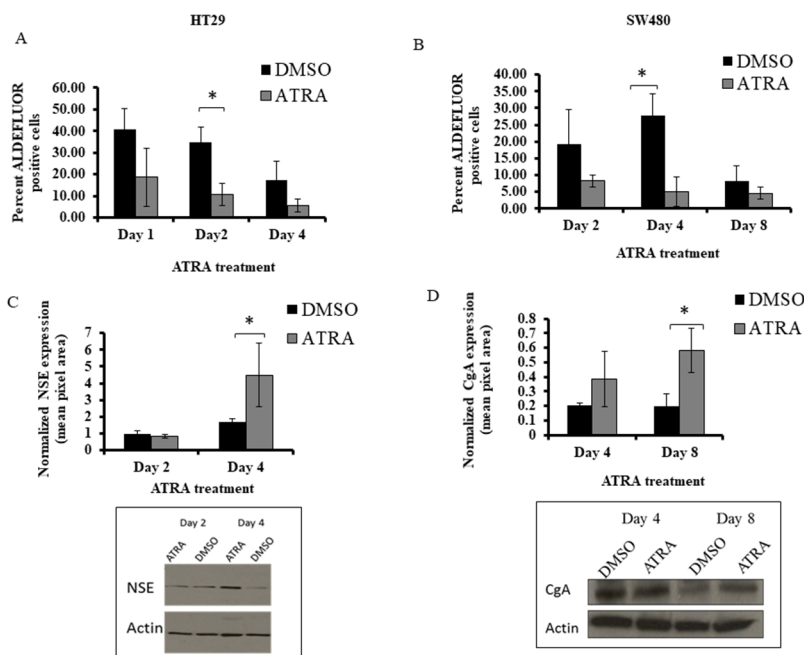 HT29
SW480
A
DMSO
ATRA
*
Percent ALDEFLUOR
positive cells
60.00
50.00
40.00
30.00
20.00
10.00
0.00
Day 1
Day2
Day 4
ATRA treatment
B
DMSO
ATRA
*
Percent ALDEFLUOR
positive cells
40.00
35.00
30.00
25.00
20.00
15.00
10.00
5.00
0.00
Day 2
Day 4
Day 8
ATRA treatment
C
DMSO
ATRA
*
Normalized NSE expression
(mean pixel area)
7
6
5
4
3
2
1
0
Day 2
Day 4
ATRA treatment
Day 2
Day 4
ATRA
DMSO
ATRA
DMSO
NSE
Actin
D
DMSO
ATRA
*
Normalized CgA expression
(mean pixel area)
0.8
0.7
0.6
0.5
0.4
0.3
0.2
0.1
0
Day 4
Day 8
ATRA treatment
Day 4
Day 8
DMSO
ATRA
DMSO
ATRA
CgA
Actin